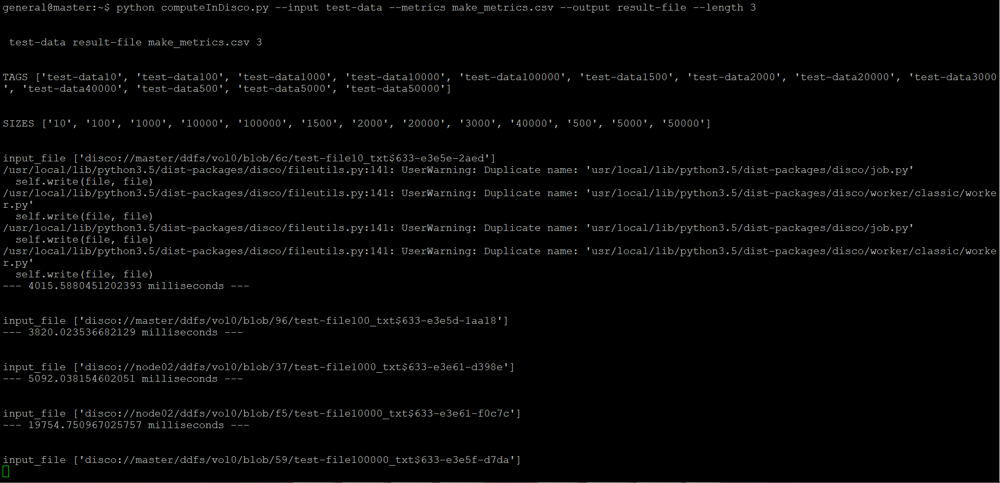 general@master:~$ python computeInDisco.py --input test-data --metrics make_metrics.csv --output result-file --length 3
test-data result-file make_metrics.csv 3
TAGS ['test-data10', 'test-data100', 'test-data1000', 'test-data10000', 'test-data100000', 'test-data1500', 'test-data2000', 'test-data20000', 'test-data3000
', 'test-data40000', 'test-data500', 'test-data5000', 'test-data50000']
SIZES ['10', '100', '1000', '10000', '100000', '1500', '2000', '20000', '3000', '40000', '500', '5000', '50000']
input_file ['disco://master/ddfs/vol0/blob/6c/test-file10_txt$633-e3e5e-2aed']
/usr/local/lib/python3.5/dist-packages/disco/fileutils.py:141: UserWarning: Duplicate name: 'usr/local/lib/python3.5/dist-packages/disco/job.py'
  self.write(file, file)
/usr/local/lib/python3.5/dist-packages/disco/fileutils.py:141: UserWarning: Duplicate name: 'usr/local/lib/python3.5/dist-packages/disco/worker/classic/worke
r.py'
  self.write(file, file)
/usr/local/lib/python3.5/dist-packages/disco/fileutils.py:141: UserWarning: Duplicate name: 'usr/local/lib/python3.5/dist-packages/disco/job.py'
  self.write(file, file)
/usr/local/lib/python3.5/dist-packages/disco/fileutils.py:141: UserWarning: Duplicate name: 'usr/local/lib/python3.5/dist-packages/disco/worker/classic/worke
r.py'
  self.write(file, file)
--- 4015.5880451202393 milliseconds ---
input_file ['disco://master/ddfs/vol0/blob/96/test-file100_txt$633-e3e5d-1aa18']
--- 3820.023536682129 milliseconds ---
input_file ['disco://node02/ddfs/vol0/blob/37/test-file1000_txt$633-e3e61-d398e']
--- 5092.038154602051 milliseconds ---
input_file ['disco://node02/ddfs/vol0/blob/f5/test-file10000_txt$633-e3e61-f0c7c']
--- 19754.750967025757 milliseconds ---
input_file ['disco://master/ddfs/vol0/blob/59/test-file100000_txt$633-e3e5f-d7da']